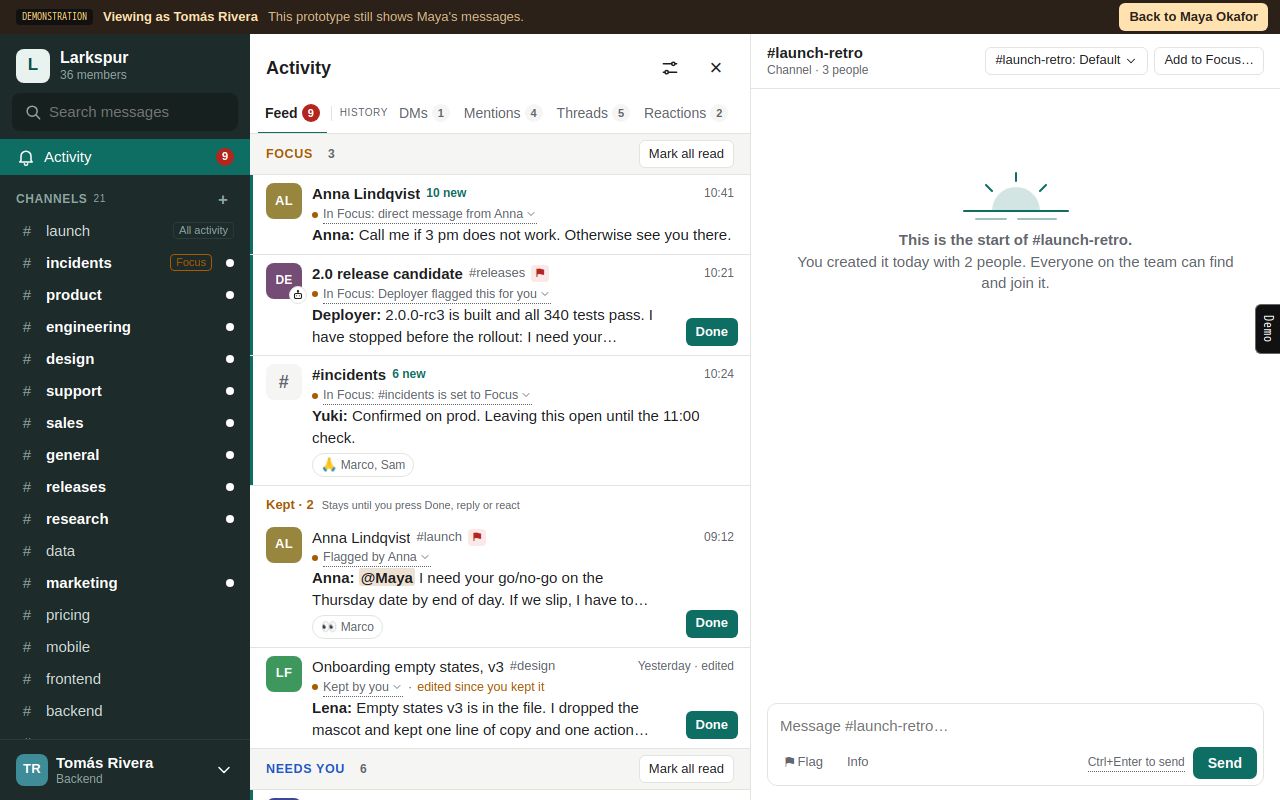 DEMONSTRATION Viewing as Tomás Rivera This prototype still shows Maya's messages. Back to Maya Okafor
L Larkspur
36 members
Search messages
Activity 9
CHANNELS 21 +
# launch All activity
# incidents Focus
# product
# engineering
# design
# support
# sales
# general
# releases
# research
# data
# marketing
# pricing
# mobile
# frontend
# backend
TR Tomás Rivera
Backend
Activity
Feed 9 HISTORY DMs 1 Mentions 4 Threads 5 Reactions 2
FOCUS 3 Mark all read
AL Anna Lindqvist 10 new 10:41
In Focus: direct message from Anna
Anna: Call me if 3 pm does not work. Otherwise see you there.
DE 2.0 release candidate #releases 10:21
In Focus: Deployer flagged this for you
Deployer: 2.0.0-rc3 is built and all 340 tests pass. I
have stopped before the rollout: I need your…
Done
# #incidents 6 new 10:24
In Focus: #incidents is set to Focus
Yuki: Confirmed on prod. Leaving this open until the 11:00
check.
🙏 Marco, Sam
Kept · 2 Stays until you press Done, reply or react
AL Anna Lindqvist #launch 09:12
Flagged by Anna
Anna: @Maya I need your go/no-go on the
Thursday date by end of day. If we slip, I have to…
👀 Marco
Done
LF Onboarding empty states, v3 #design Yesterday · edited
Kept by you · edited since you kept it
Lena: Empty states v3 is in the file. I dropped the
mascot and kept one line of copy and one action…
Done
NEEDS YOU 6 Mark all read
#launch-retro
Channel · 3 people
#launch-retro: Default
Add to Focus…
This is the start of #launch-retro.
You created it today with 2 people. Everyone on the team can find
and join it.
Demo
Message #launch-retro…
Flag Info Ctrl+Enter to send Send